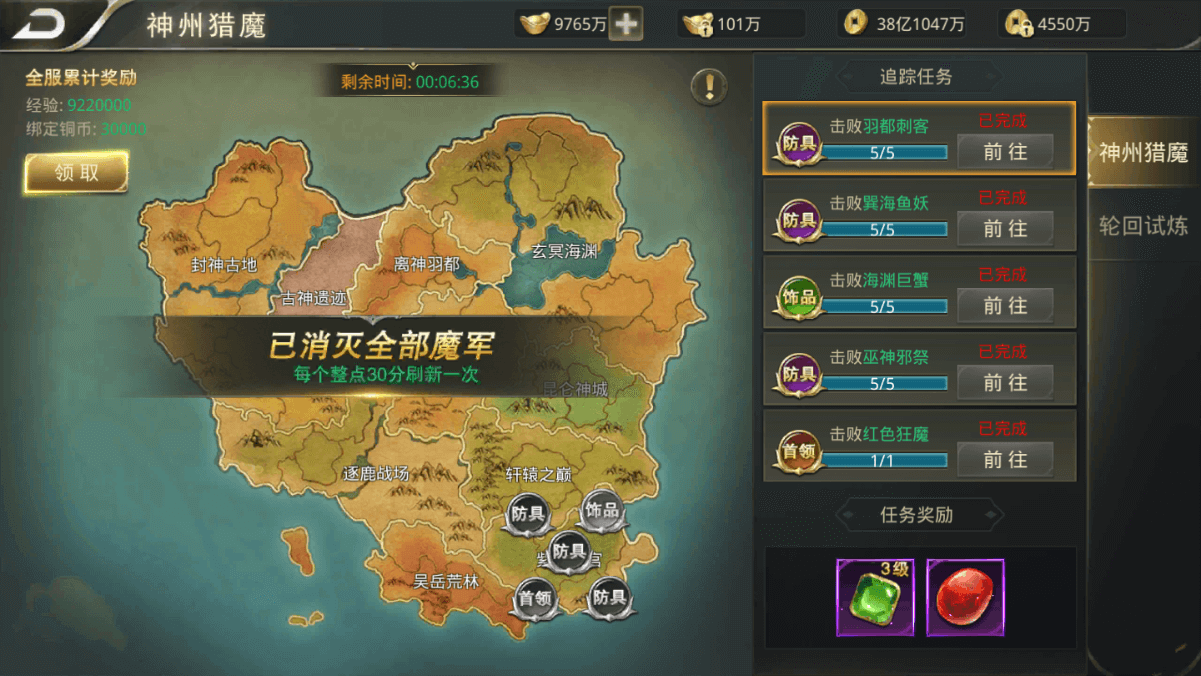 神州猎魔
9765万
101万
38亿1047万
4550万
全服累计奖励
经验: 9220000
绑定铜币: 30000
领取
剩余时间: 00:06:36
封神古地
古神遗迹
离神羽都
玄冥海渊
已消灭全部魔军
每个整点30分刷新一次
昆仑神城
逐鹿战场
轩辕之巅
防具
饰品
防具
宫
吴岳荒林
首领
防具
追踪任务
防具
击败羽都刺客
已完成
5/5
前往
防具
击败巽海鱼妖
已完成
5/5
前往
饰品
击败海渊巨蟹
已完成
5/5
前往
防具
击败巫神邪祭
已完成
5/5
前往
首领
击败红色狂魔
已完成
1/1
前往
任务奖励
3级
神州猎魔
轮回试炼